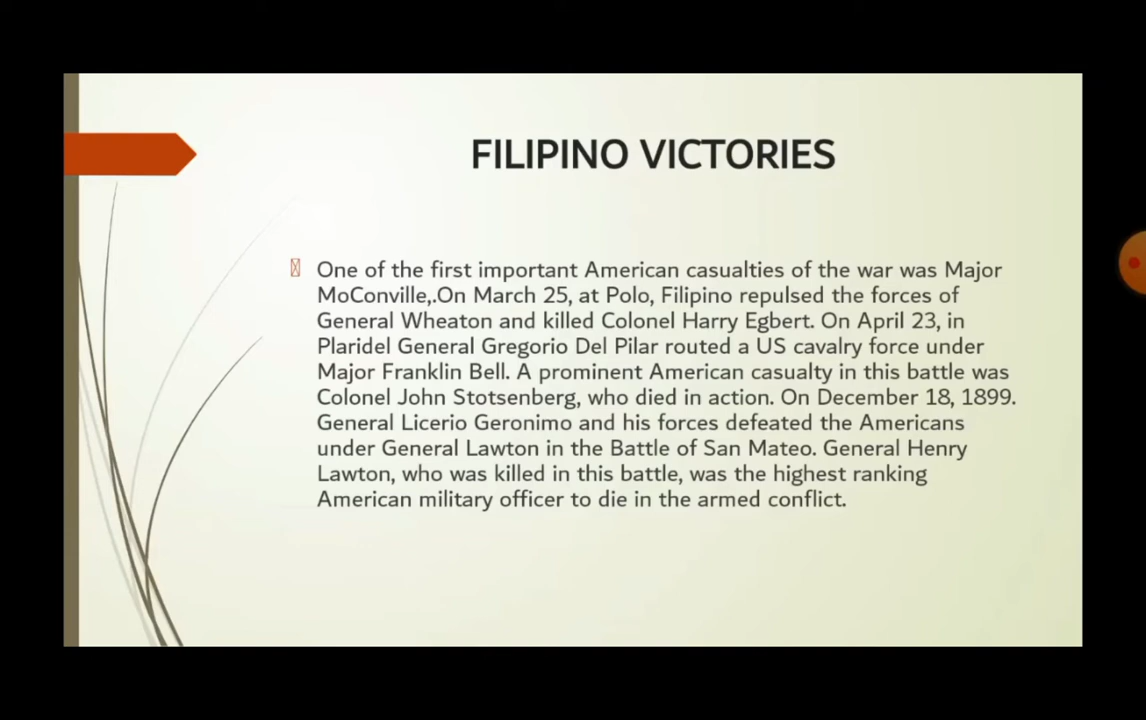 FILIPINO VICTORIES
One of the first important American casualties of the war was Major
MoConville,.On March 25, at Polo, Filipino repulsed the forces of
General Wheaton and killed Colonel Harry Egbert. On April 23, in
Plaridel General Gregorio Del Pilar routed a US cavalry force under
Major Franklin Bell. A prominent American casualty in this battle was
Colonel John Stotsenberg, who died in action. On December 18, 1899.
General Licerio Geronimo and his forces defeated the Americans
under General Lawton in the Battle of San Mateo. General Henry
Lawton, who was killed in this battle, was the highest ranking
American military officer to die in the armed conflict.